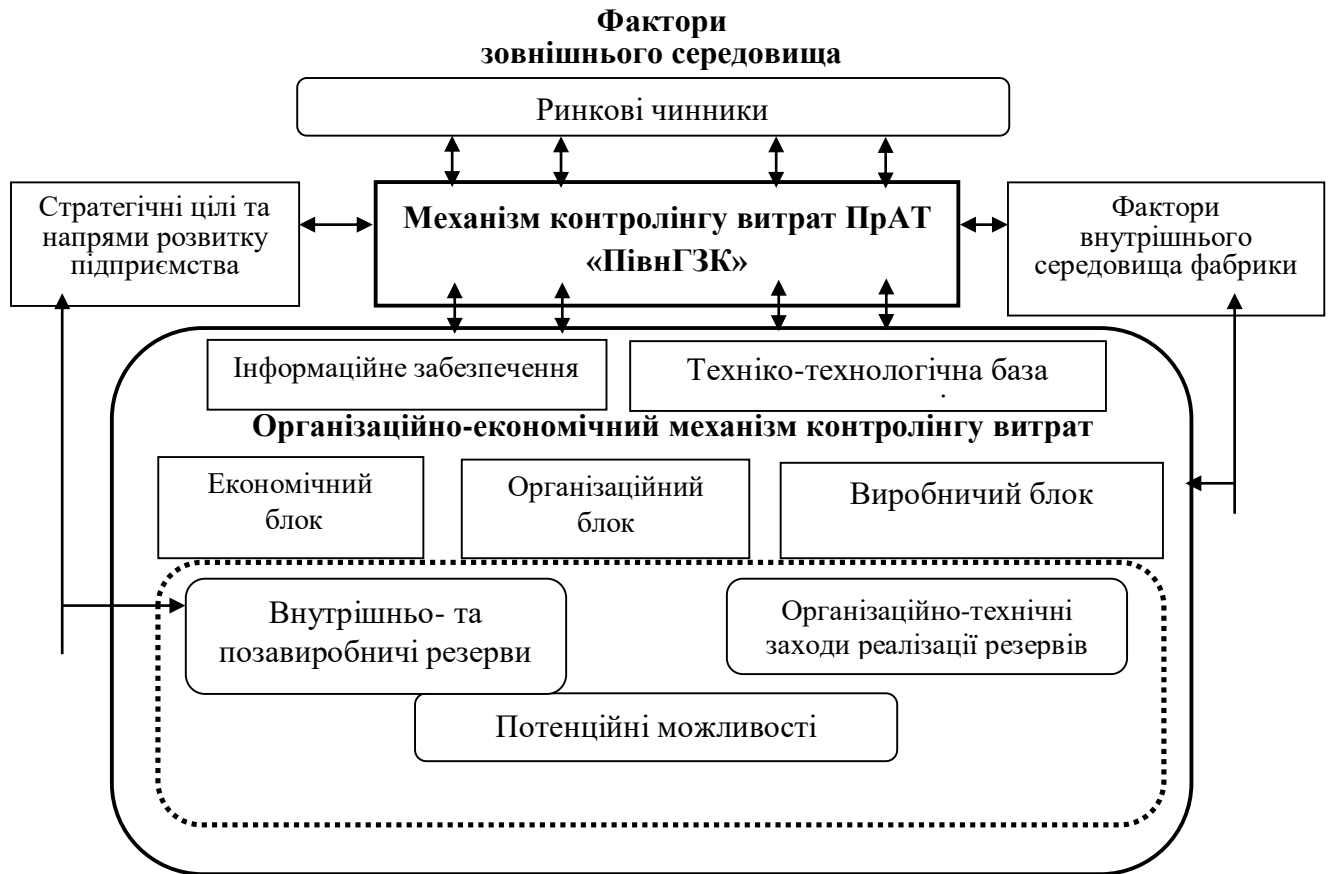 Фактори
зовнішнього середовища
Ринкові чинники
Стратегічні цілі та
напрями розвитку
підприємства
Механізм контролінгу витрат ПрАТ
«ПівнГЗК»
Фактори
внутрішнього
середовища фабрики
Інформаційне забезпечення
Техніко-технологічна база
Організаційно-економічний механізм контролінгу витрат
Економічний
блок
Організаційний
блок
Виробничий блок
Внутрішньо- та
позавиробничі резерви
Організаційно-технічні
заходи реалізації резервів
Потенційні можливості